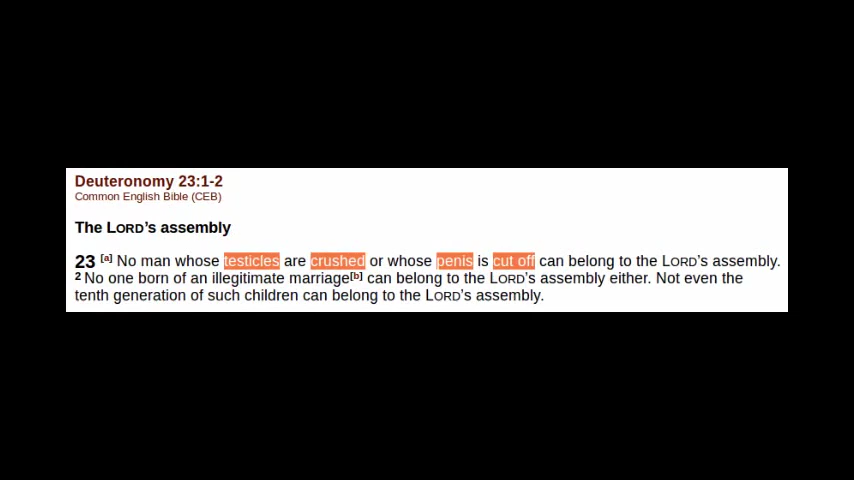 Deuteronomy 23:1-2
Common English Bible (CEB)
The LORD's assembly
23 [a] No man whose testicles are crushed or whose penis is cut off can belong to the LORD's assembly.
2 No one born of an illegitimate marriage[b] can belong to the LORD's assembly either. Not even the
tenth generation of such children can belong to the LORD's assembly.